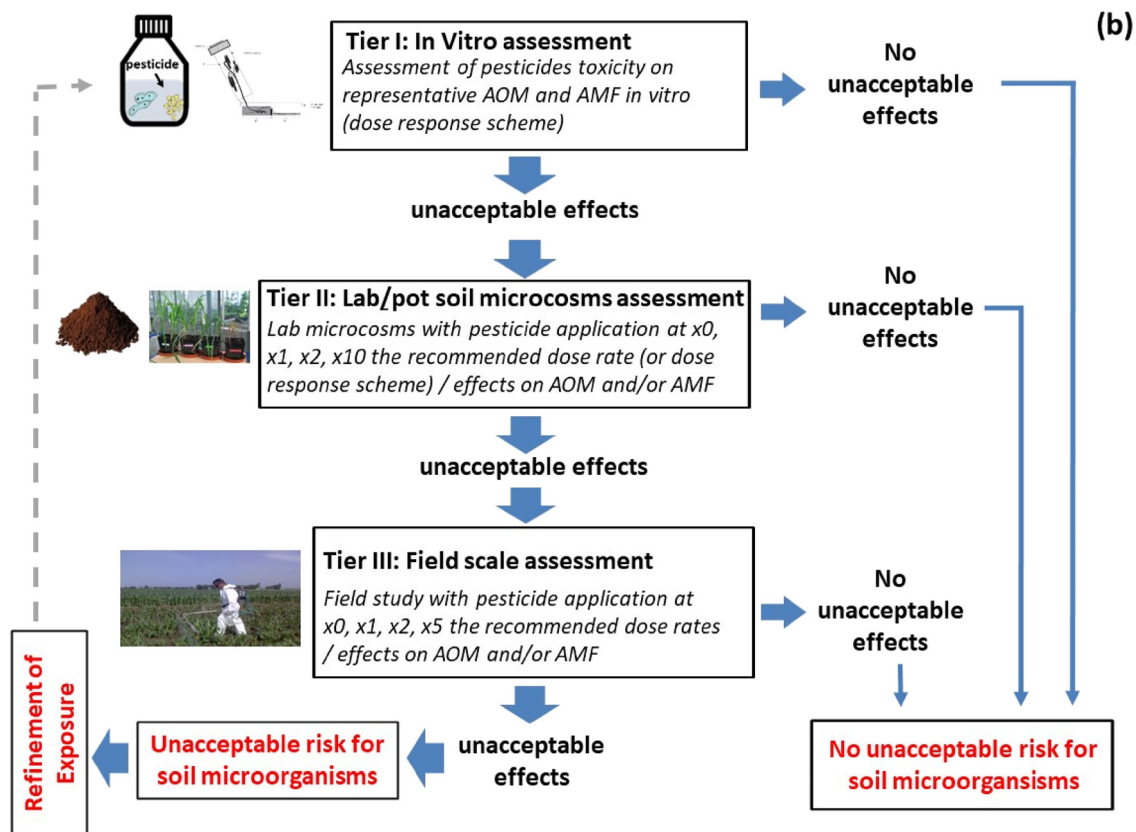 (b)
pesticide
Tier I: In Vitro assessment
Assessment of pesticides toxicity on
representative AOM and AMF in vitro
(dose response scheme)
No
unacceptable
effects
unacceptable effects
Tier II: Lab/pot soil microcosms assessment
Lab microcosms with pesticide application at x0,
x1, x2, x10 the recommended dose rate (or dose
response scheme) / effects on AOM and/or AMF
No
unacceptable
effects
unacceptable effects
Tier III: Field scale assessment
Field study with pesticide application at
x0, x1, x2, x5 the recommended dose rates
/ effects on AOM and/or AMF
No
unacceptable
effects
unacceptable
effects
Unacceptable risk for
soil microorganisms
Refinement of
Exposure
No unacceptable risk for
soil microorgansisms